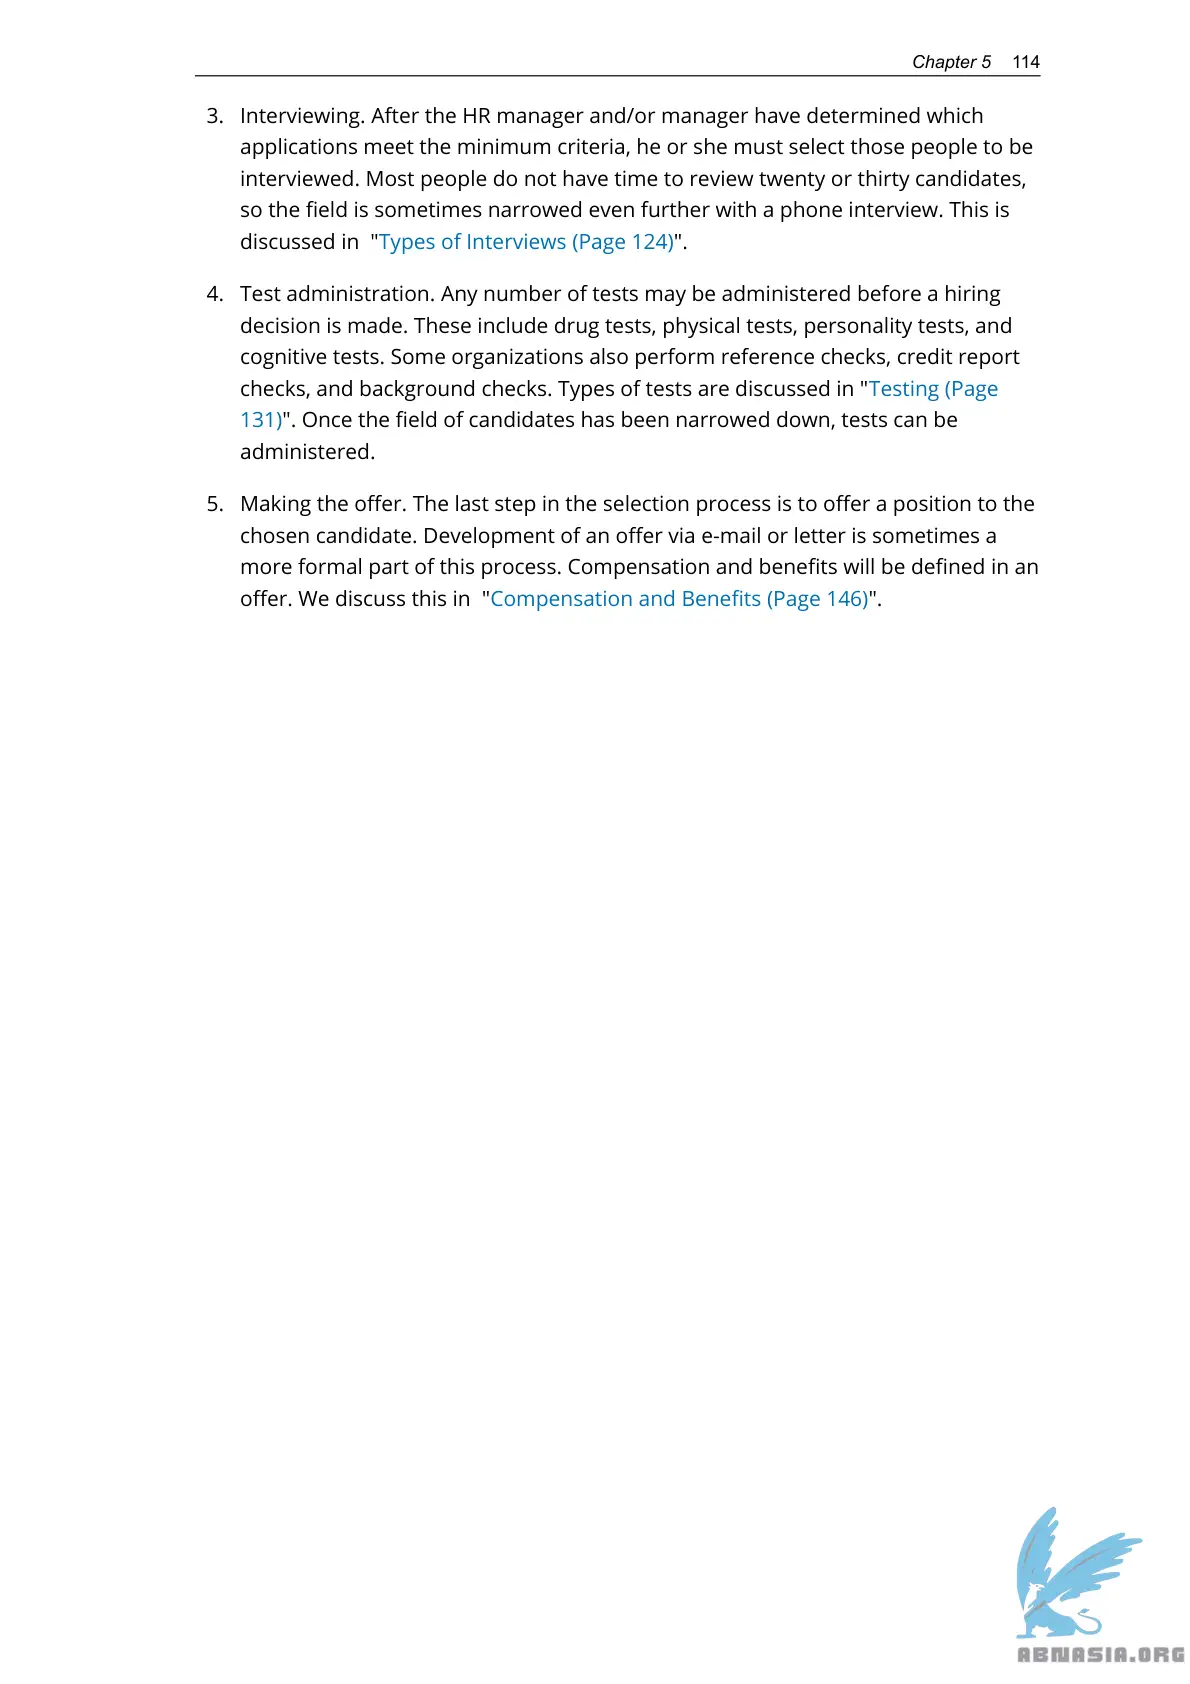 Chapter 5 114
3. Interviewing. After the HR manager and/or manager have determined which
applications meet the minimum criteria, he or she must select those people to be
interviewed. Most people do not have time to review twenty or thirty candidates,
so the field is sometimes narrowed even further with a phone interview. This is
discussed in "Types of Interviews (Page 124)".
4. Test administration. Any number of tests may be administered before a hiring
decision is made. These include drug tests, physical tests, personality tests, and
cognitive tests. Some organizations also perform reference checks, credit report
checks, and background checks. Types of tests are discussed in "Testing (Page
131)". Once the field of candidates has been narrowed down, tests can be
administered.
5. Making the offer. The last step in the selection process is to offer a position to the
chosen candidate. Development of an offer via e-mail or letter is sometimes a
more formal part of this process. Compensation and benefits will be defined in an
offer. We discuss this in "Compensation and Benefits (Page 146)".
ABNASIA.ORG